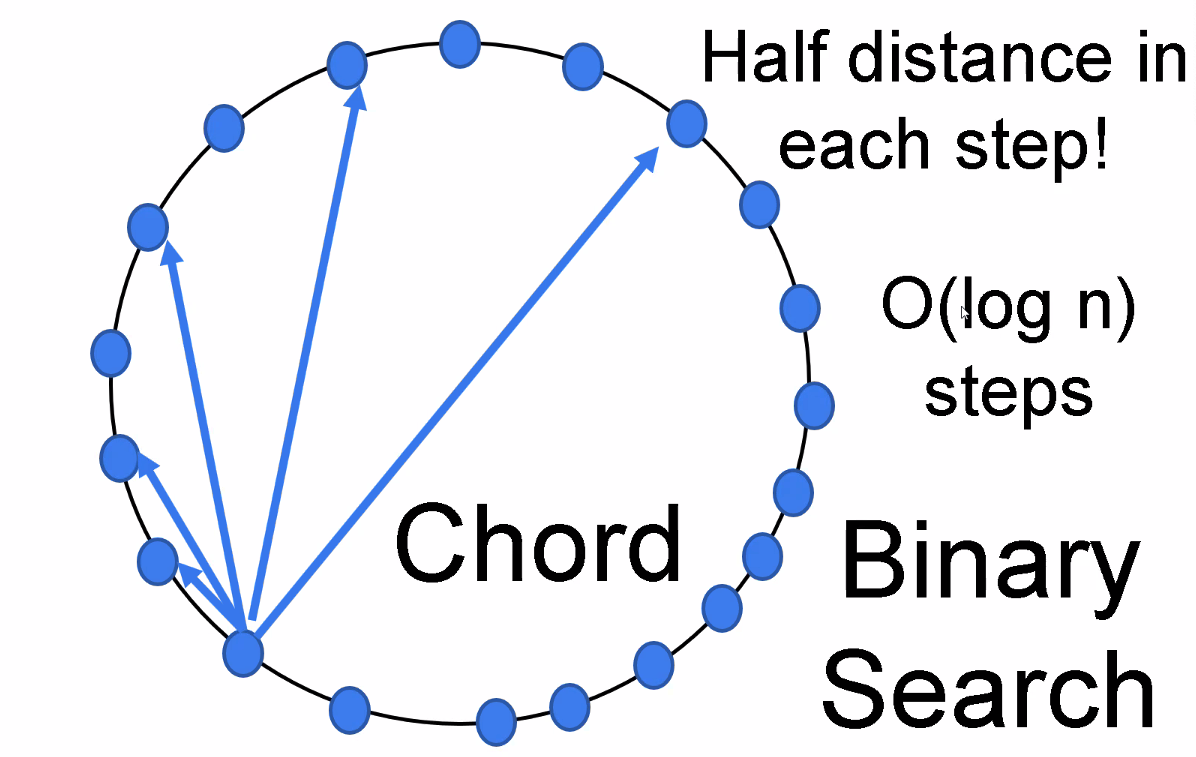 Half distance in
each step!
O(log n)
steps
Chord
Binary
Search